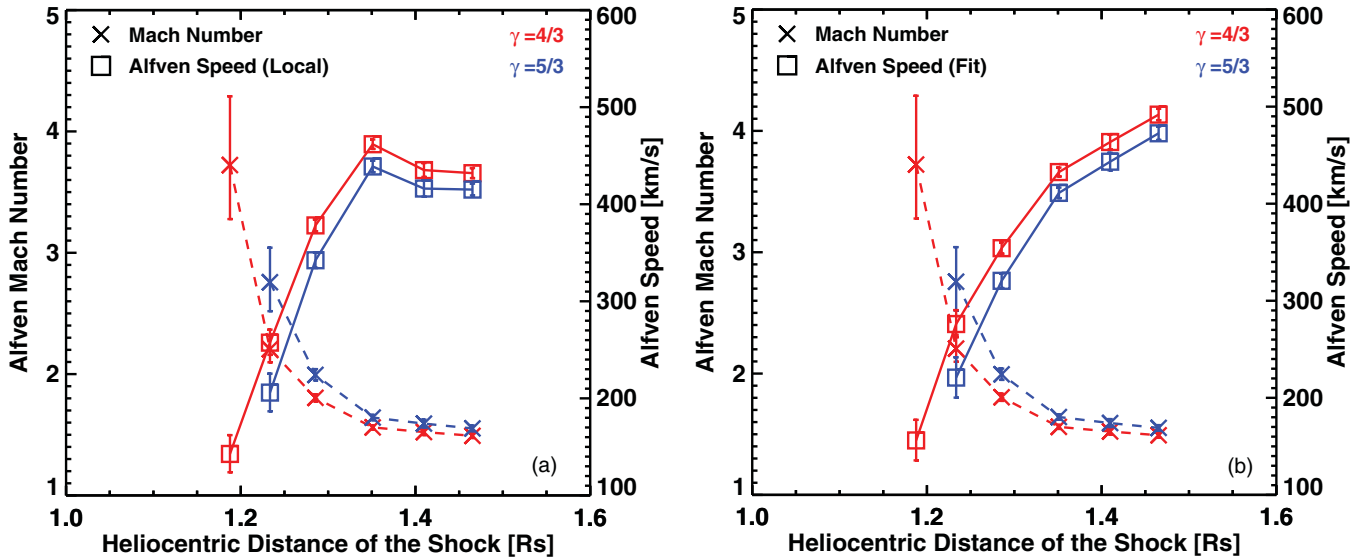 5
4
3
2
1
Alfven Mach Number
× Mach Number
□ Alfven Speed (Local)
γ=4/3
γ=5/3
600
500
400
300
200
100
Alfven Speed [km/s]
(a)
1.0 1.2 1.4 1.6
Heliocentric Distance of the Shock [Rs]
5
4
3
2
1
Alfven Mach Number
× Mach Number
□ Alfven Speed (Fit)
γ=4/3
γ=5/3
600
500
400
300
200
100
Alfven Speed [km/s]
(b)
1.0 1.2 1.4 1.6
Heliocentric Distance of the Shock [Rs]